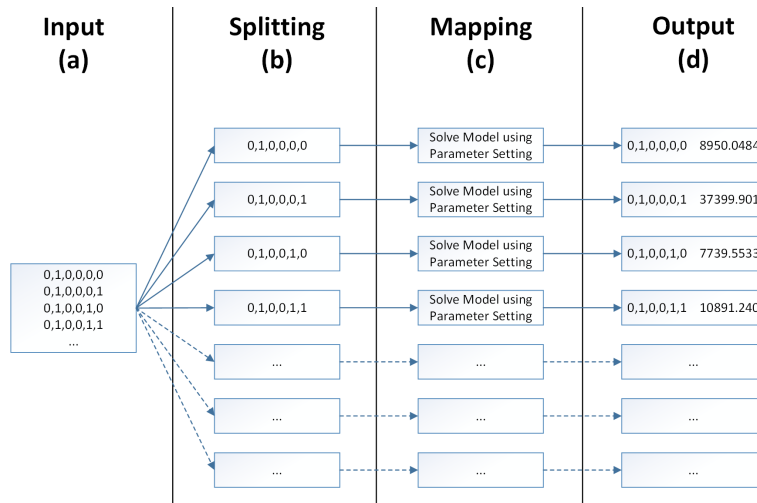 Input
(a)
Splitting
(b)
Mapping
(c)
Output
(d)
0,1,0,0,0,0
0,1,0,0,0,1
0,1,0,0,1,0
0,1,0,0,1,1
...
0,1,0,0,0,0
Solve Model using
Parameter Setting
0,1,0,0,0,0 8950.0484
0,1,0,0,0,1
Solve Model using
Parameter Setting
0,1,0,0,0,1 37399.901
0,1,0,0,1,0
Solve Model using
Parameter Setting
0,1,0,0,1,0 7739.5533
0,1,0,0,1,1
Solve Model using
Parameter Setting
0,1,0,0,1,1 10891.240
...
...
...
...
...
...
...
...
...